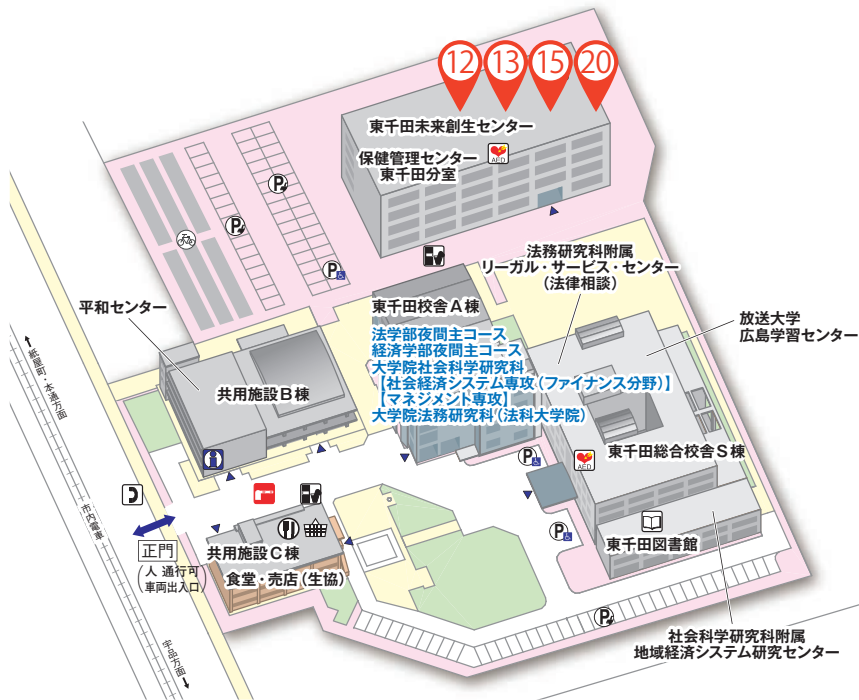 12
13
15
20
東千田未来創生センター
AED
保健管理センター
東千田分室
P
P
P
法務研究科附属
リーガル・サービス・センター
(法律相談)
東千田校舎A棟
法学部夜間主コース
経済学部夜間主コース
大学院社会科学研究科
【社会経済システム専攻(ファイナンス分野)】
【マネジメント専攻】
大学院法務研究科(法科大学院)
放送大学
広島学習センター
平和センター
共用施設B棟
紙屋町・本通方面
東千田総合校舎S棟
AED
P
P
東千田図書館
市内電車
正門
(人 通行可
車両出入口)
共用施設C棟
食堂・売店(生協)
P
社会科学研究科附属
地域経済システム研究センター
宇品方面